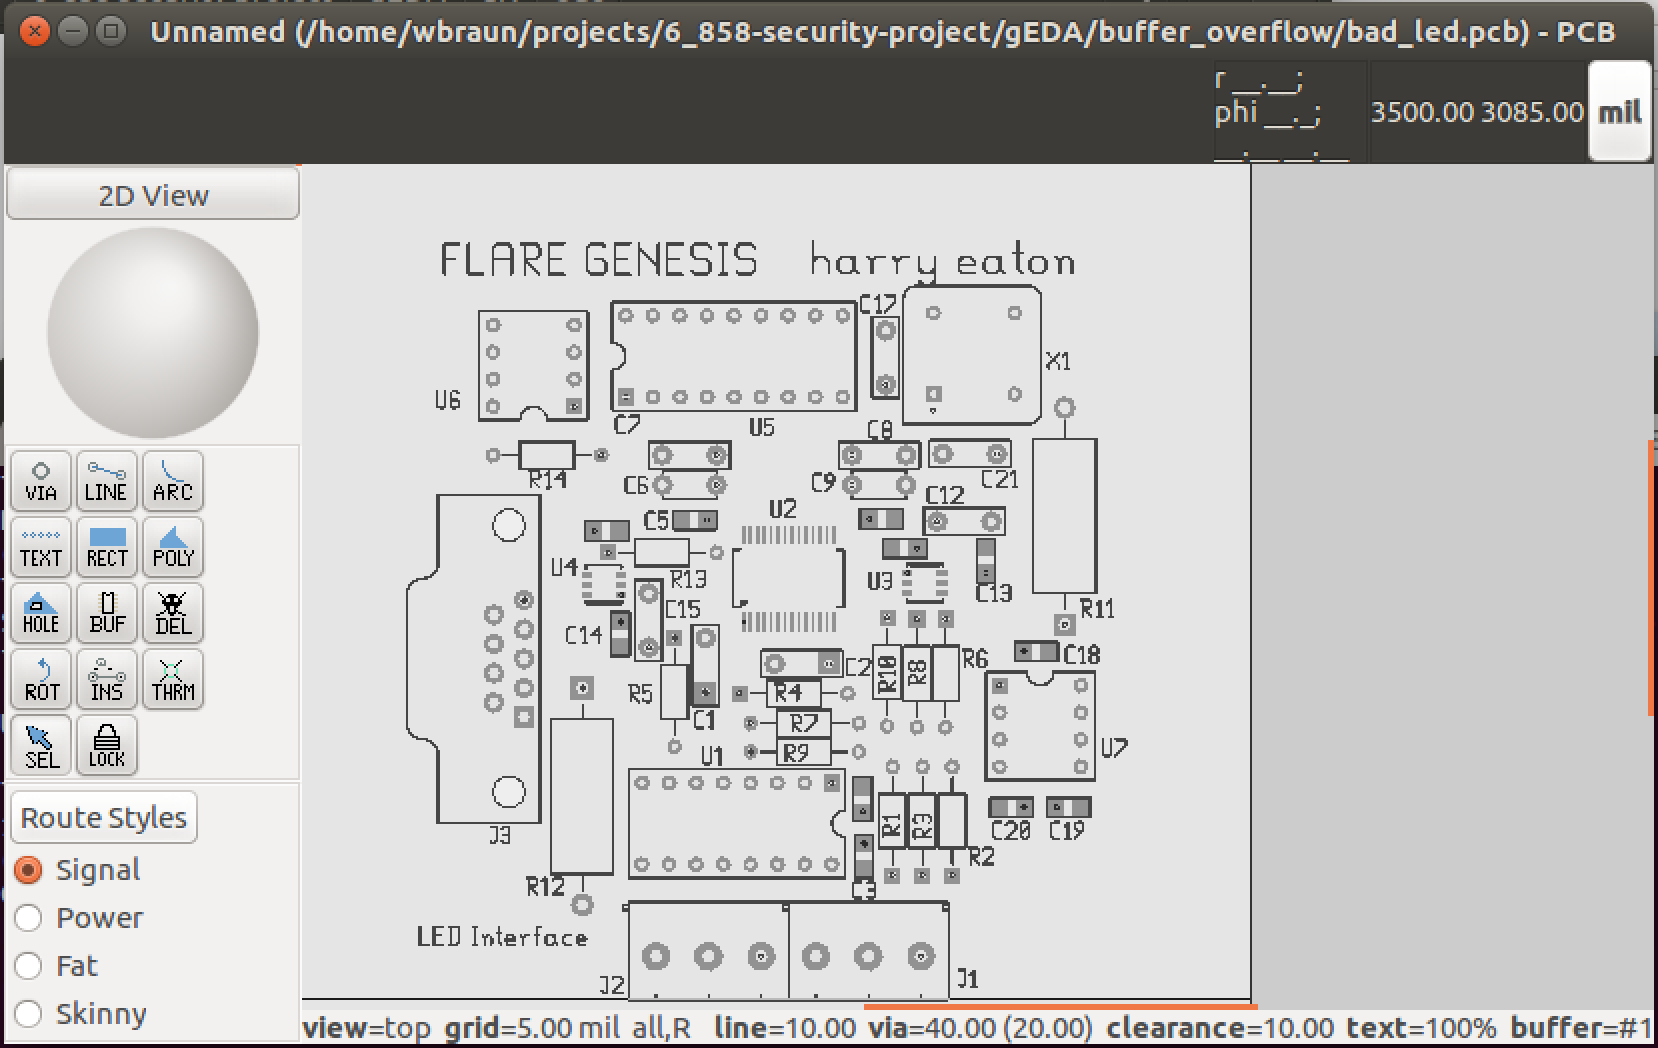 Unnamed (/home/wbraun/projects/6_858-security-project/gEDA/buffer_overflow/bad_led.pcb) - PCB
r __.__;
phi __._;
__.__ __.__
3500.00 3085.00
mil
2D View
FLARE GENESIS harry eaton
C17
X1
U6
C7
U5
C8
R14
C6
C9
C21
C12
VIA LINE ARC
C5
U2
TEXT RECT POLY
U4
R13
U3
C13
HOLE BUF DEL
C15
R11
C14
C2
R10
R8
R6
C18
ROT INS THRM
R5
R4
C1
R7
U7
SEL LOCK
U1
R9
Route Styles
J3
R1
R3
C20
C19
R2
Signal
R12
C3
Power
LED Interface
Fat
J2
J1
Skinny
view=top grid=5.00 mil all,R line=10.00 via=40.00 (20.00) clearance=10.00 text=100% buffer=#1